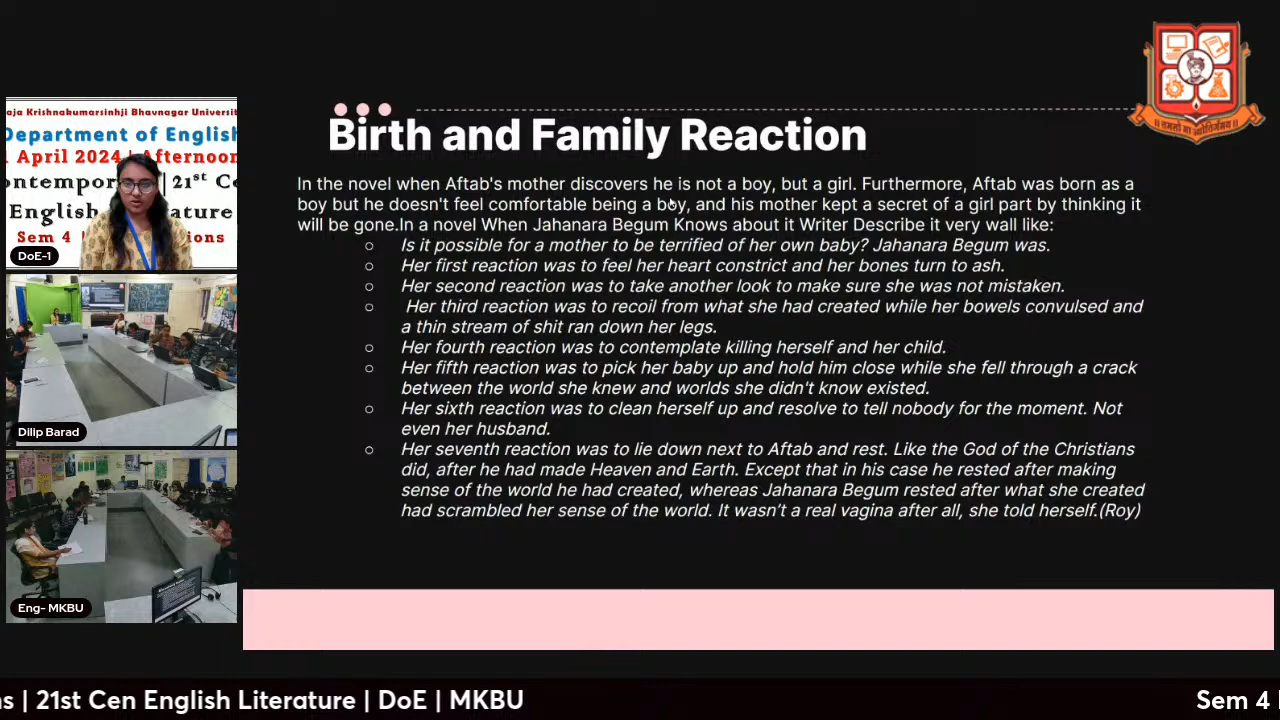 aja Krishnakumarsinhji Bhavnagar Universit
Department of English
April 2024 | Afternoon
ontempor | 21st Ce
English ature
Sem 4 ions
DoE-1
Dilip Barad
Eng- MKBU
Birth and Family Reaction
In the novel when Aftab's mother discovers he is not a boy, but a girl. Furthermore, Aftab was born as a
boy but he doesn't feel comfortable being a boy, and his mother kept a secret of a girl part by thinking it
will be gone.In a novel When Jahanara Begum Knows about it Writer Describe it very wall like:
○ Is it possible for a mother to be terrified of her own baby? Jahanara Begum was.
○ Her first reaction was to feel her heart constrict and her bones turn to ash.
○ Her second reaction was to take another look to make sure she was not mistaken.
○ Her third reaction was to recoil from what she had created while her bowels convulsed and
a thin stream of shit ran down her legs.
○ Her fourth reaction was to contemplate killing herself and her child.
○ Her fifth reaction was to pick her baby up and hold him close while she fell through a crack
between the world she knew and worlds she didn't know existed.
○ Her sixth reaction was to clean herself up and resolve to tell nobody for the moment. Not
even her husband.
○ Her seventh reaction was to lie down next to Aftab and rest. Like the God of the Christians
did, after he had made Heaven and Earth. Except that in his case he rested after making
sense of the world he had created, whereas Jahanara Begum rested after what she created
had scrambled her sense of the world. It wasn't a real vagina after all, she told herself.(Roy)
॥ तमसो मा ज्योतिर्गमय ॥
s | 21st Cen English Literature | DoE | MKBU
Sem 4